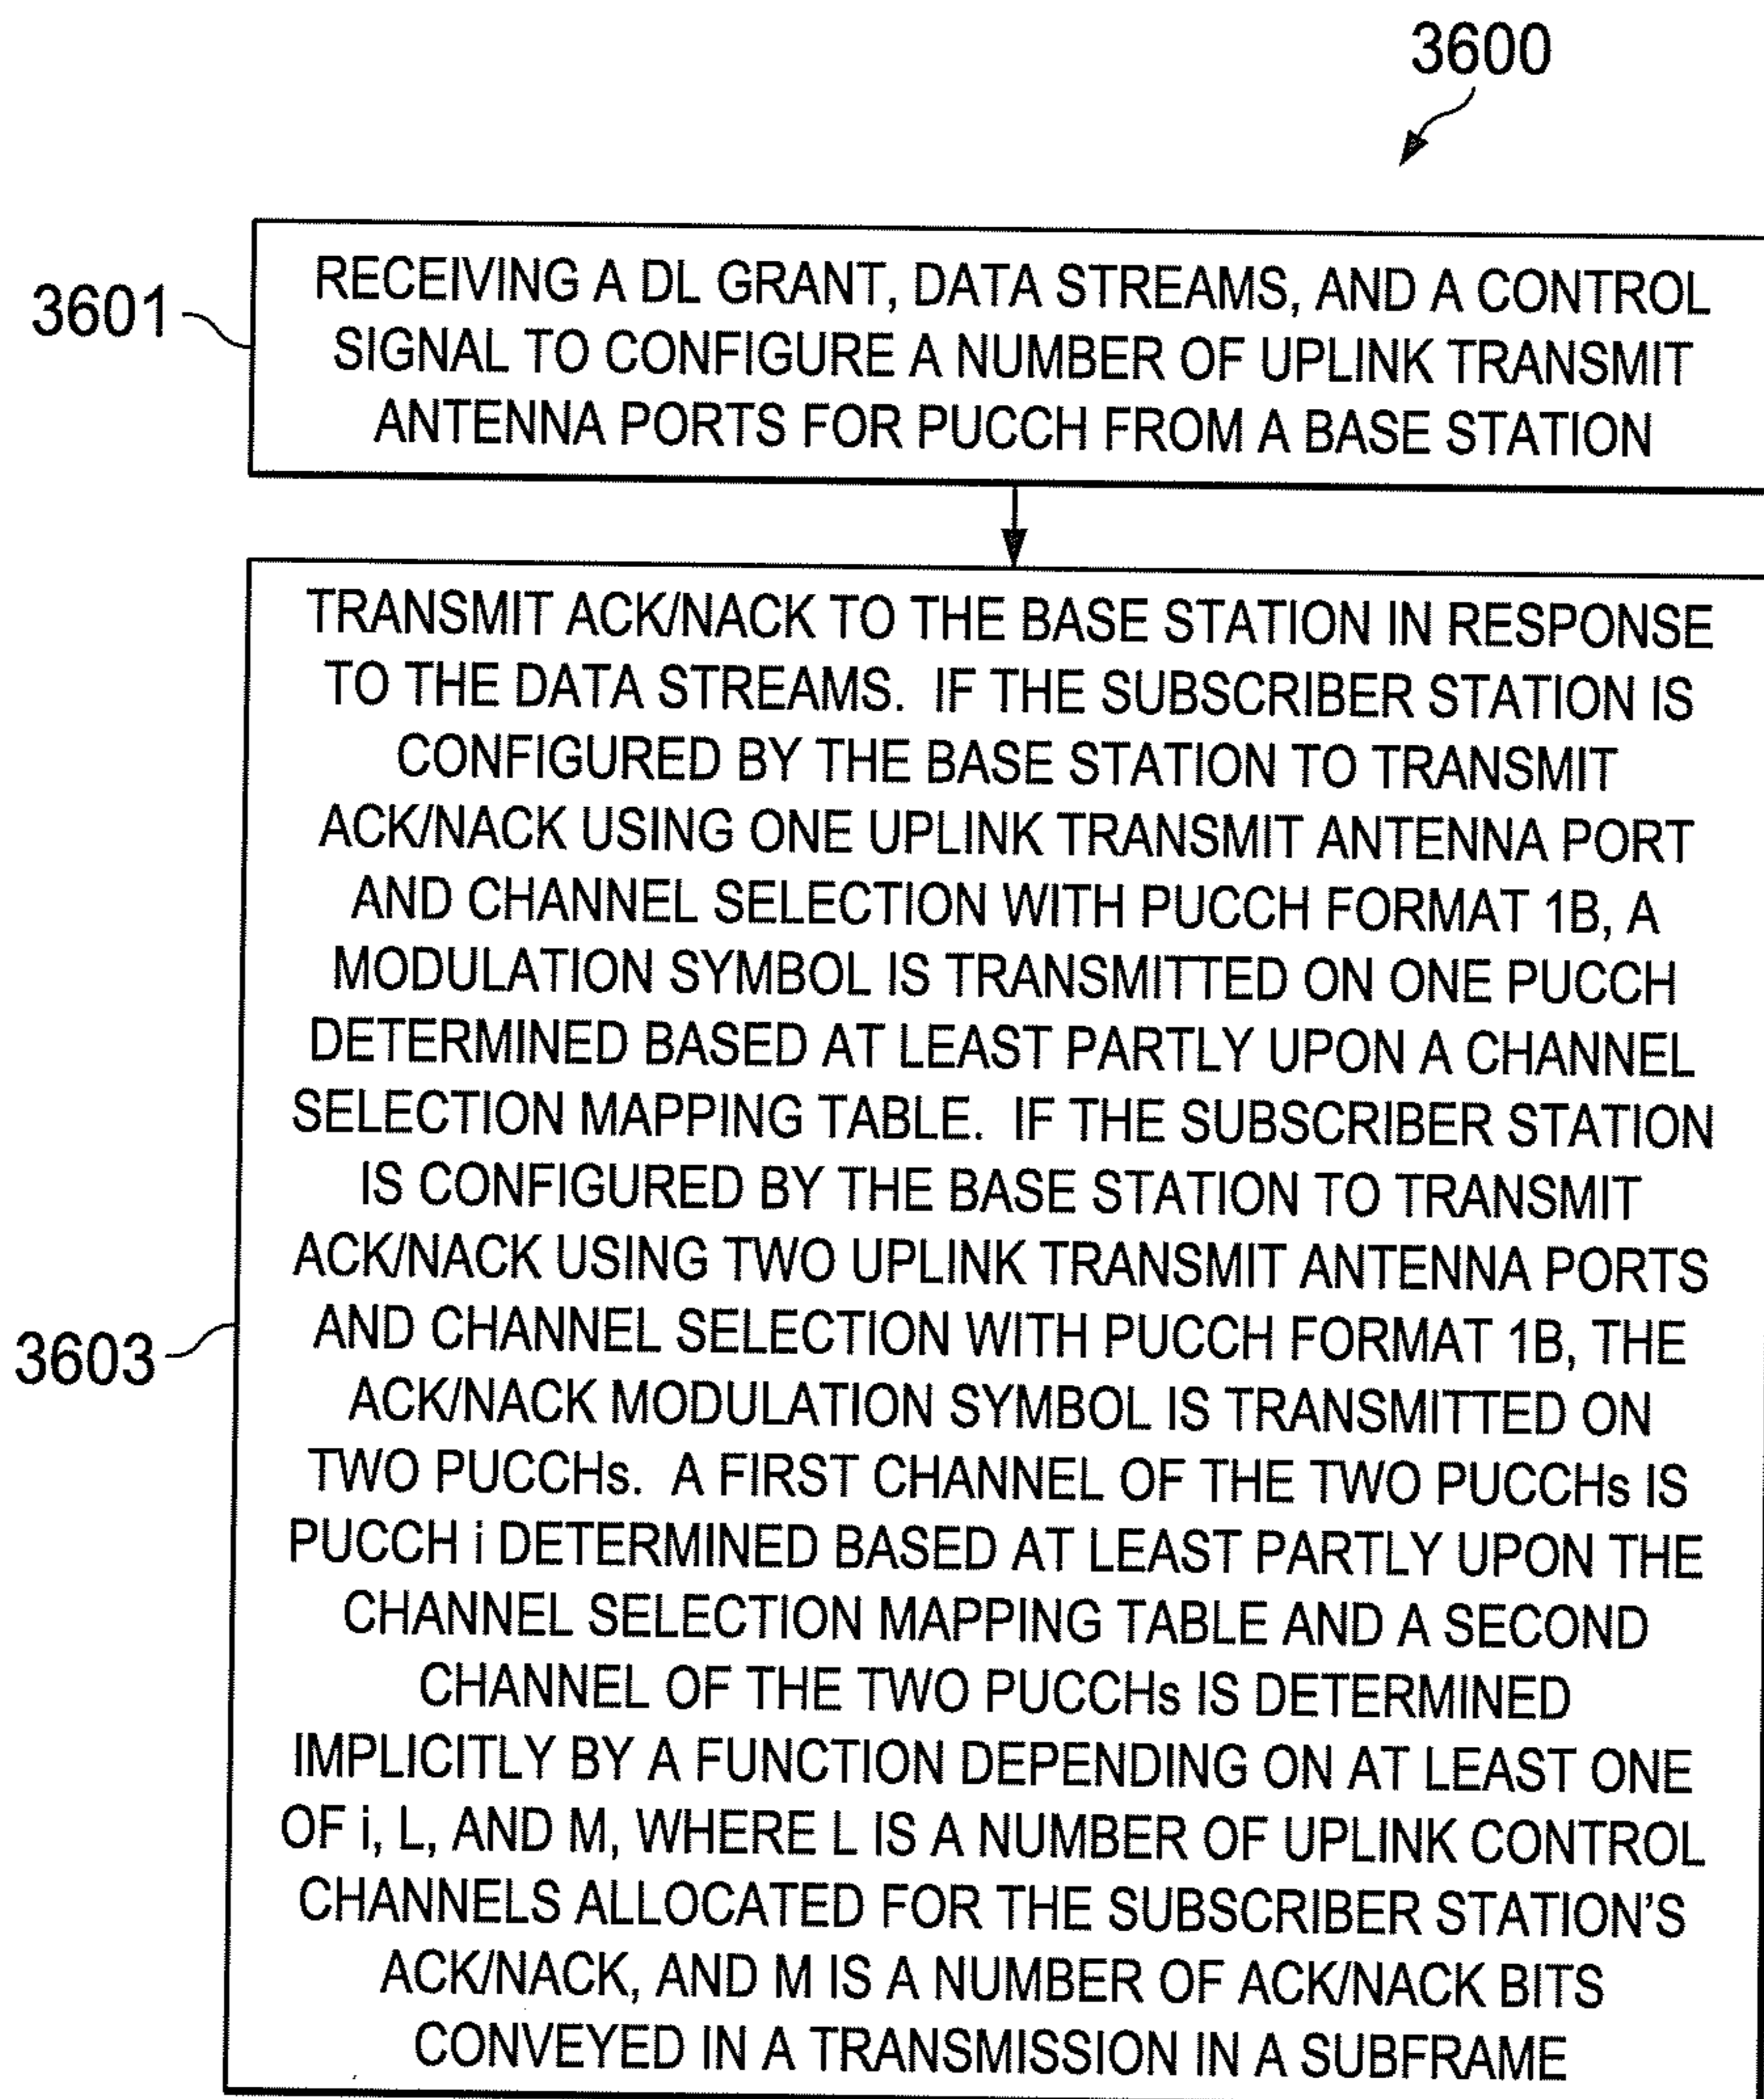 3600
3601
RECEIVING A DL GRANT, DATA STREAMS, AND A CONTROL
SIGNAL TO CONFIGURE A NUMBER OF UPLINK TRANSMIT
ANTENNA PORTS FOR PUCCH FROM A BASE STATION
3603
TRANSMIT ACK/NACK TO THE BASE STATION IN RESPONSE
TO THE DATA STREAMS. IF THE SUBSCRIBER STATION IS
CONFIGURED BY THE BASE STATION TO TRANSMIT
ACK/NACK USING ONE UPLINK TRANSMIT ANTENNA PORT
AND CHANNEL SELECTION WITH PUCCH FORMAT 1B, A
MODULATION SYMBOL IS TRANSMITTED ON ONE PUCCH
DETERMINED BASED AT LEAST PARTLY UPON A CHANNEL
SELECTION MAPPING TABLE. IF THE SUBSCRIBER STATION
IS CONFIGURED BY THE BASE STATION TO TRANSMIT
ACK/NACK USING TWO UPLINK TRANSMIT ANTENNA PORTS
AND CHANNEL SELECTION WITH PUCCH FORMAT 1B, THE
ACK/NACK MODULATION SYMBOL IS TRANSMITTED ON
TWO PUCCHs. A FIRST CHANNEL OF THE TWO PUCCHs IS
PUCCH i DETERMINED BASED AT LEAST PARTLY UPON THE
CHANNEL SELECTION MAPPING TABLE AND A SECOND
CHANNEL OF THE TWO PUCCHs IS DETERMINED
IMPLICITLY BY A FUNCTION DEPENDING ON AT LEAST ONE
OF i, L, AND M, WHERE L IS A NUMBER OF UPLINK CONTROL
CHANNELS ALLOCATED FOR THE SUBSCRIBER STATION'S
ACK/NACK, AND M IS A NUMBER OF ACK/NACK BITS
CONVEYED IN A TRANSMISSION IN A SUBFRAME